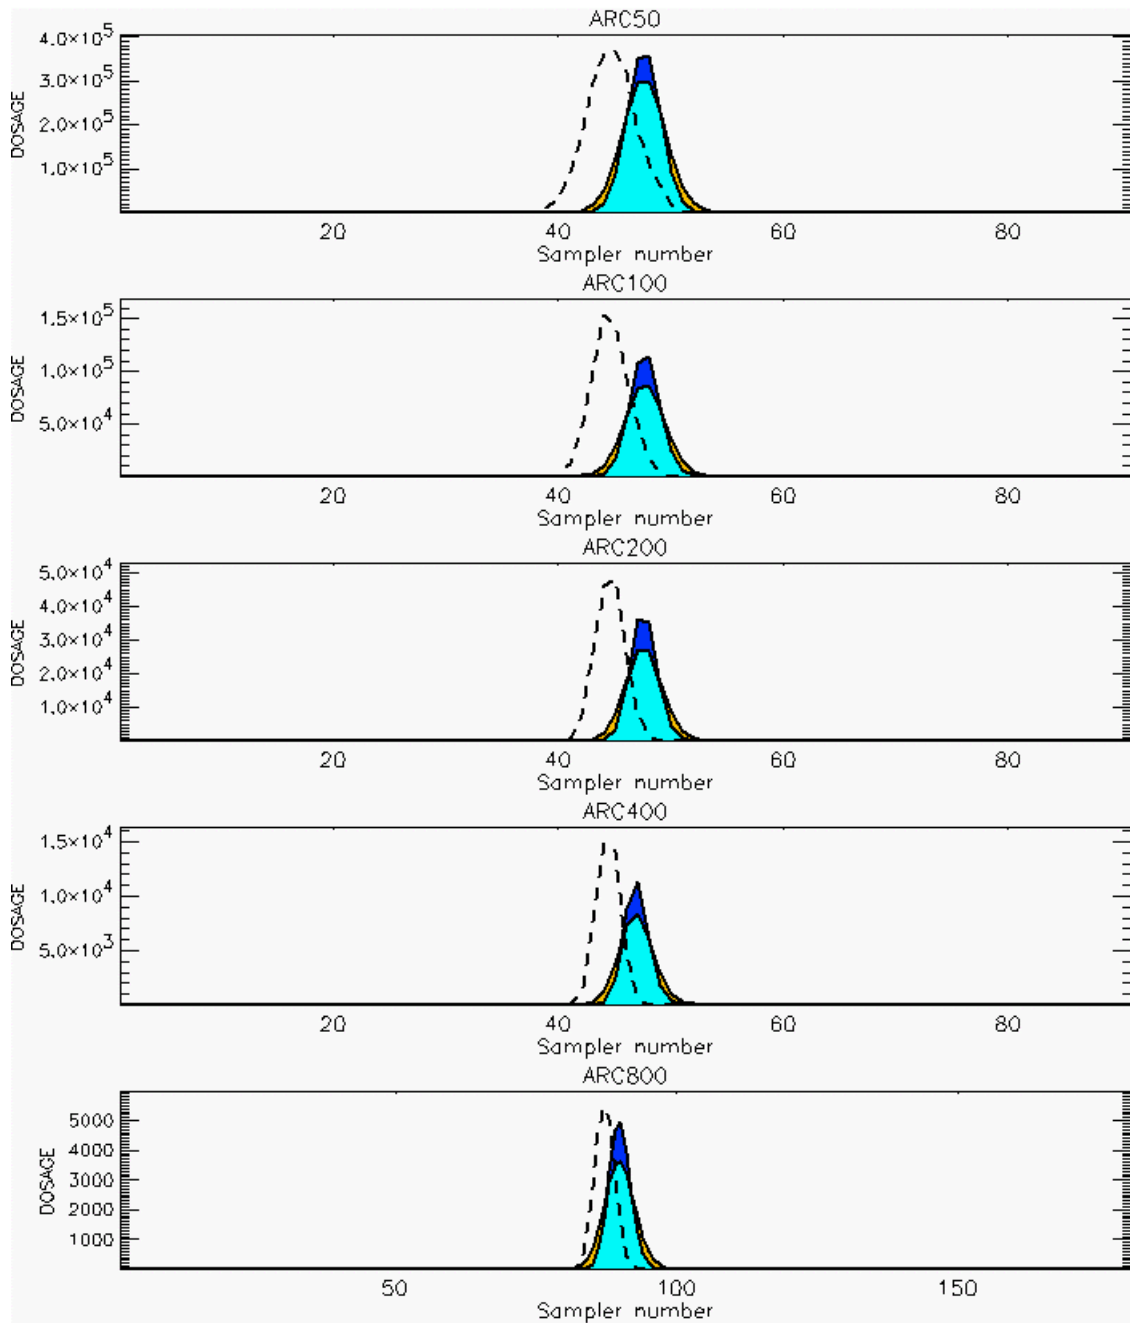 ARC50
4.0×10⁵
3.0×10⁵
2.0×10⁵
1.0×10⁵
DOSAGE
20 40 60 80
Sampler number
ARC100
1.5×10⁵
1.0×10⁵
5.0×10⁴
DOSAGE
20 40 60 80
Sampler number
ARC200
5.0×10⁴
4.0×10⁴
3.0×10⁴
2.0×10⁴
1.0×10⁴
DOSAGE
20 40 60 80
Sampler number
ARC400
1.5×10⁴
1.0×10⁴
5.0×10³
DOSAGE
20 40 60 80
Sampler number
ARC800
5000
4000
3000
2000
1000
DOSAGE
50 100 150
Sampler number